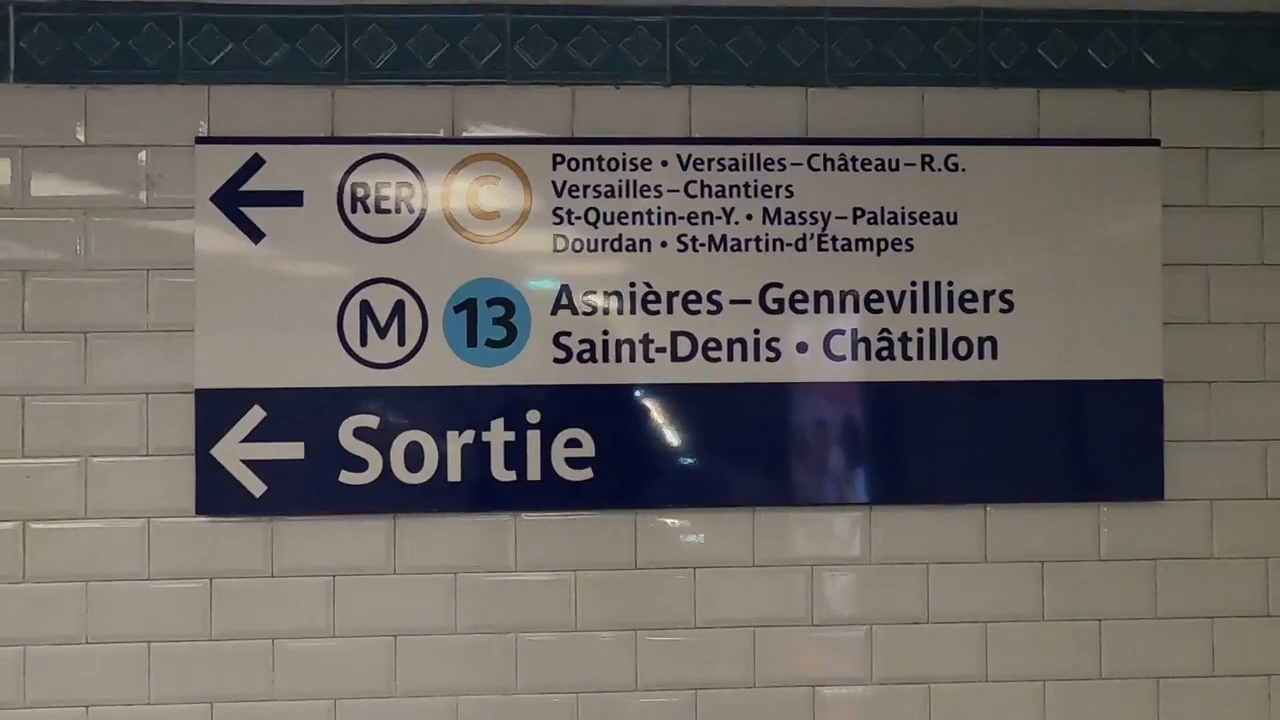 RER C Pontoise • Versailles–Château–R.G.
Versailles–Chantiers
St-Quentin-en-Y. • Massy–Palaiseau
Dourdan • St-Martin-d'Étampes
M 13 Asnières–Gennevilliers
Saint-Denis • Châtillon
Sortie